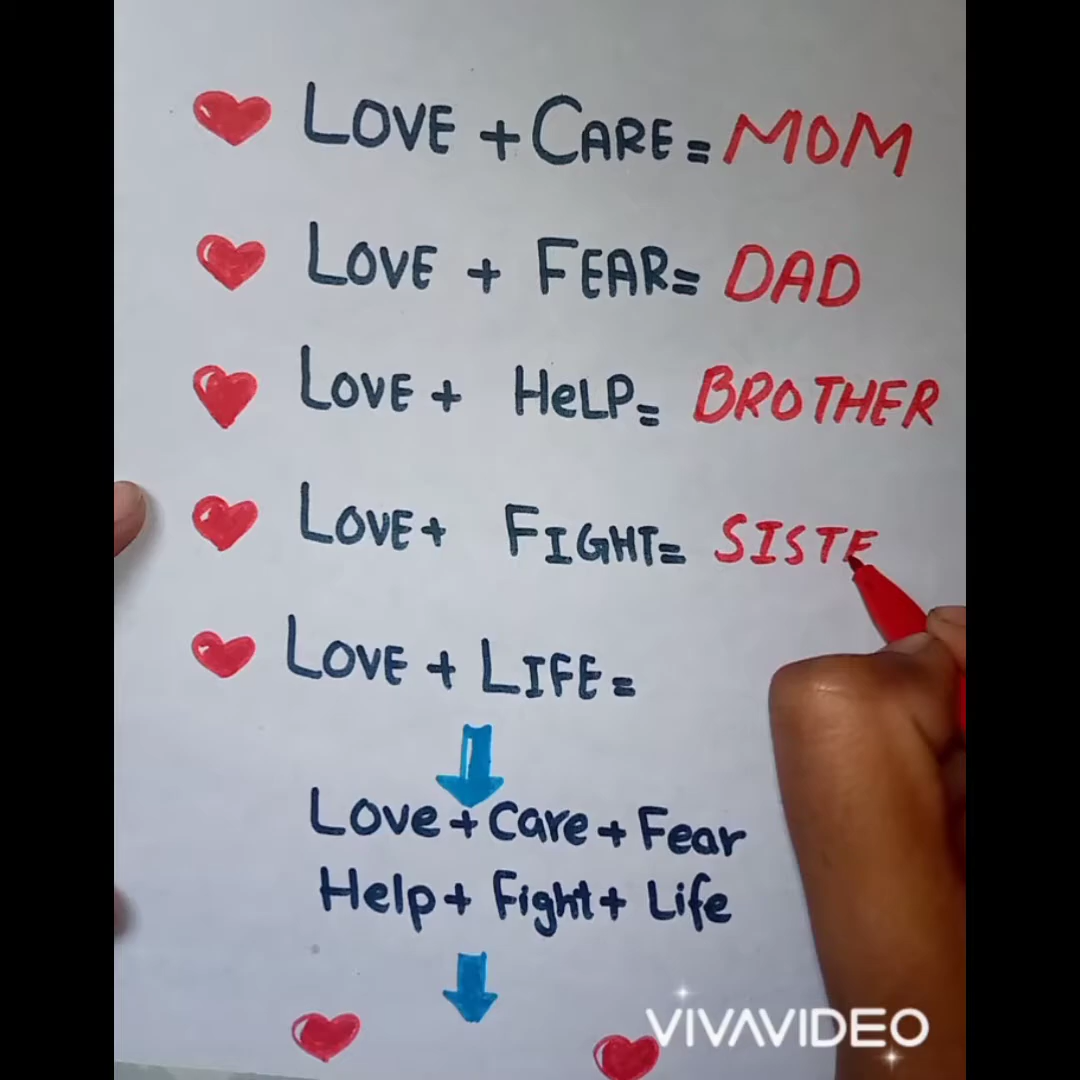 LOVE + CARE = MOM
LOVE + FEAR = DAD
LOVE + HeLP = BROTHER
LOVE + FIGHT = SISTE
LOVE + LIFE =
Love + Care + Fear
Help + Fight + Life
VIVAVIDEO